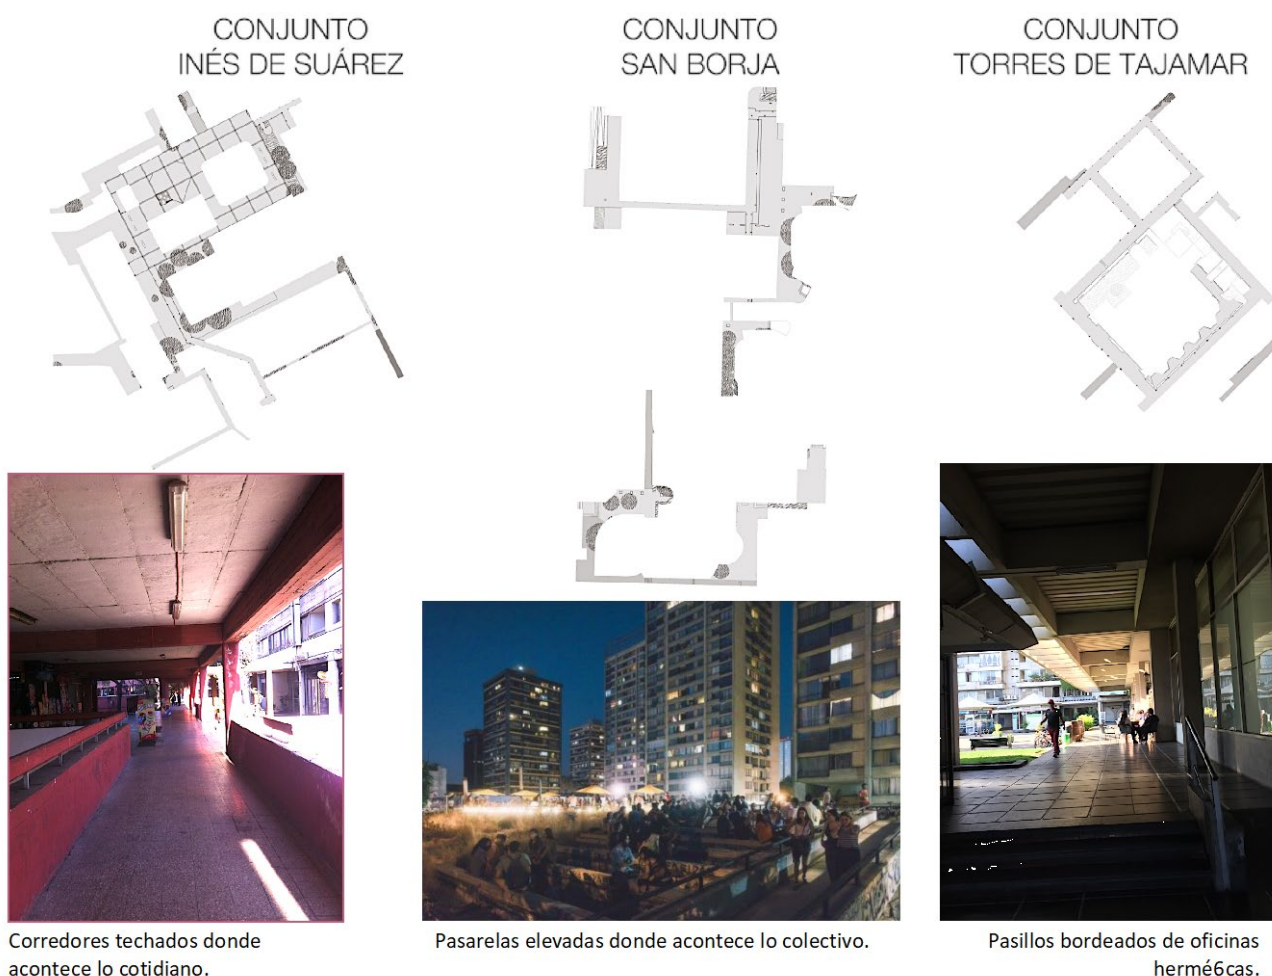 CONJUNTO
INÉS DE SUÁREZ
CONJUNTO
SAN BORJA
CONJUNTO
TORRES DE TAJAMAR
Corredores techados donde
acontece lo cotidiano.
Pasarelas elevadas donde acontece lo colectivo.
Pasillos bordeados de oficinas
hermé6cas.